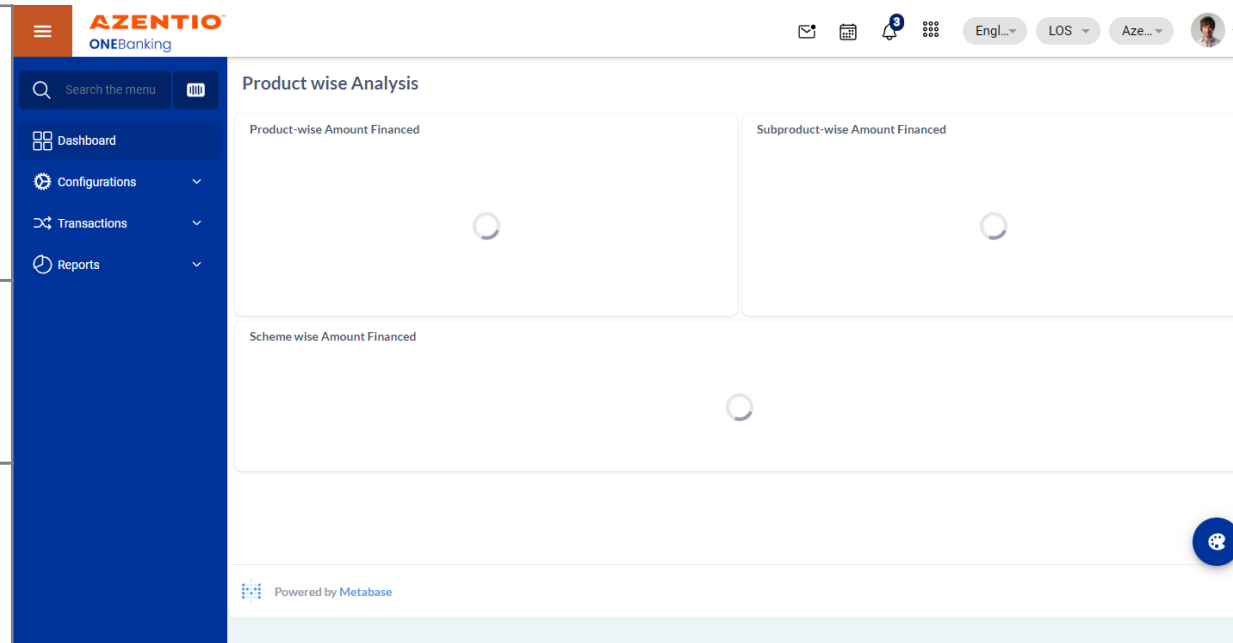 AZENTIO
ONEBanking
3
Engl...
LOS
Aze...
Search the menu
Dashboard
Configurations
Transactions
Reports
Product wise Analysis
Product-wise Amount Financed
Subproduct-wise Amount Financed
Scheme wise Amount Financed
Powered by Metabase